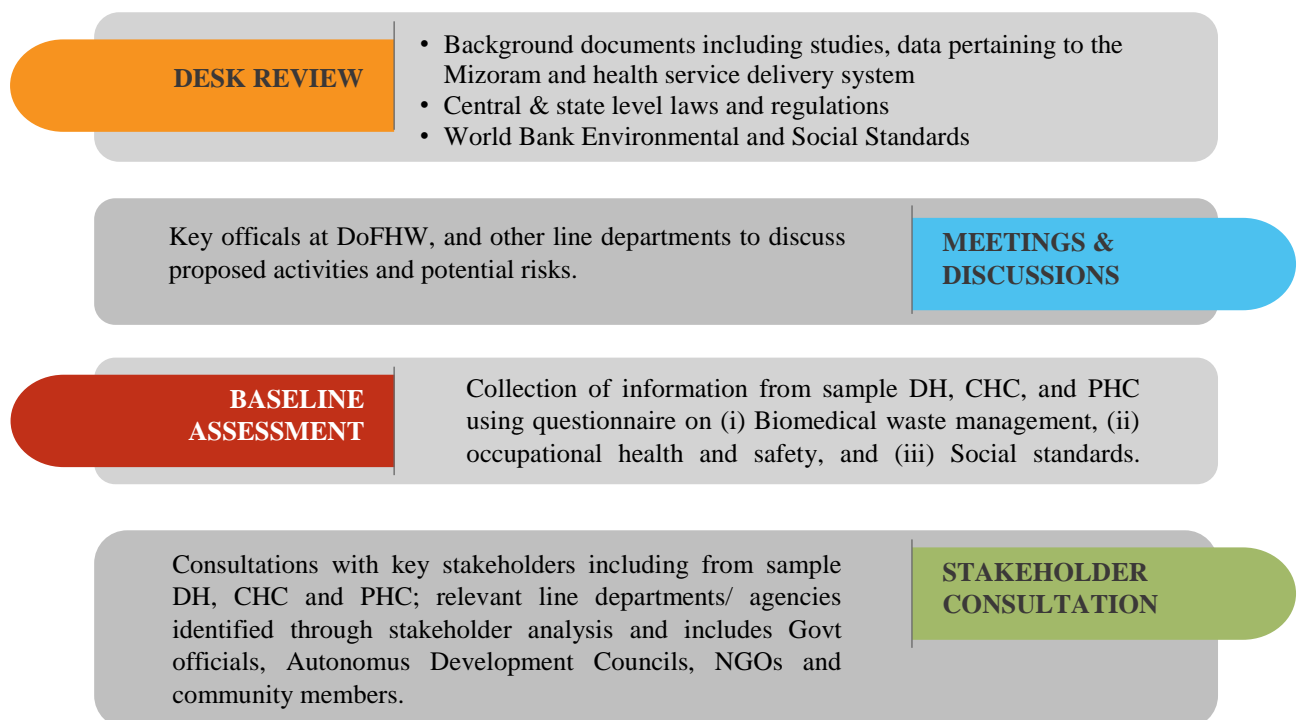 DESK REVIEW
• Background documents including studies, data pertaining to the
Mizoram and health service delivery system
• Central & state level laws and regulations
• World Bank Environmental and Social Standards
Key officals at DoFHW, and other line departments to discuss
proposed activities and potential risks.
MEETINGS &
DISCUSSIONS
BASELINE
ASSESSMENT
Collection of information from sample DH, CHC, and PHC
using questionnaire on (i) Biomedical waste management, (ii)
occupational health and safety, and (iii) Social standards.
Consultations with key stakeholders including from sample
DH, CHC and PHC; relevant line departments/ agencies
identified through stakeholder analysis and includes Govt
officials, Autonomus Development Councils, NGOs and
community members.
STAKEHOLDER
CONSULTATION